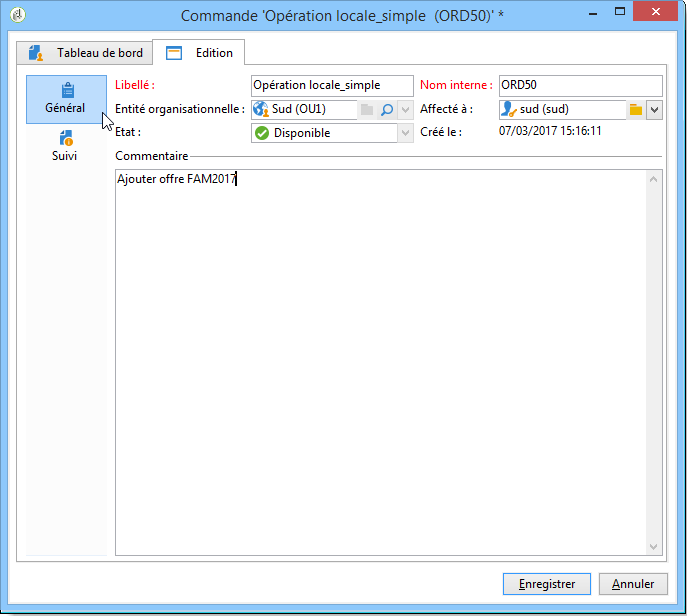 Commande 'Opération locale_simple (ORD50)' *
Tableau de bord
Edition
Général
Suivi
Libellé :
Opération locale_simple
Nom interne :
ORD50
Entité organisationnelle :
Sud (OU1)
Affecté à :
sud (sud)
Etat :
Disponible
Créé le :
07/03/2017 15:16:11
Commentaire
Ajouter offre FAM2017
Enregistrer
Annuler